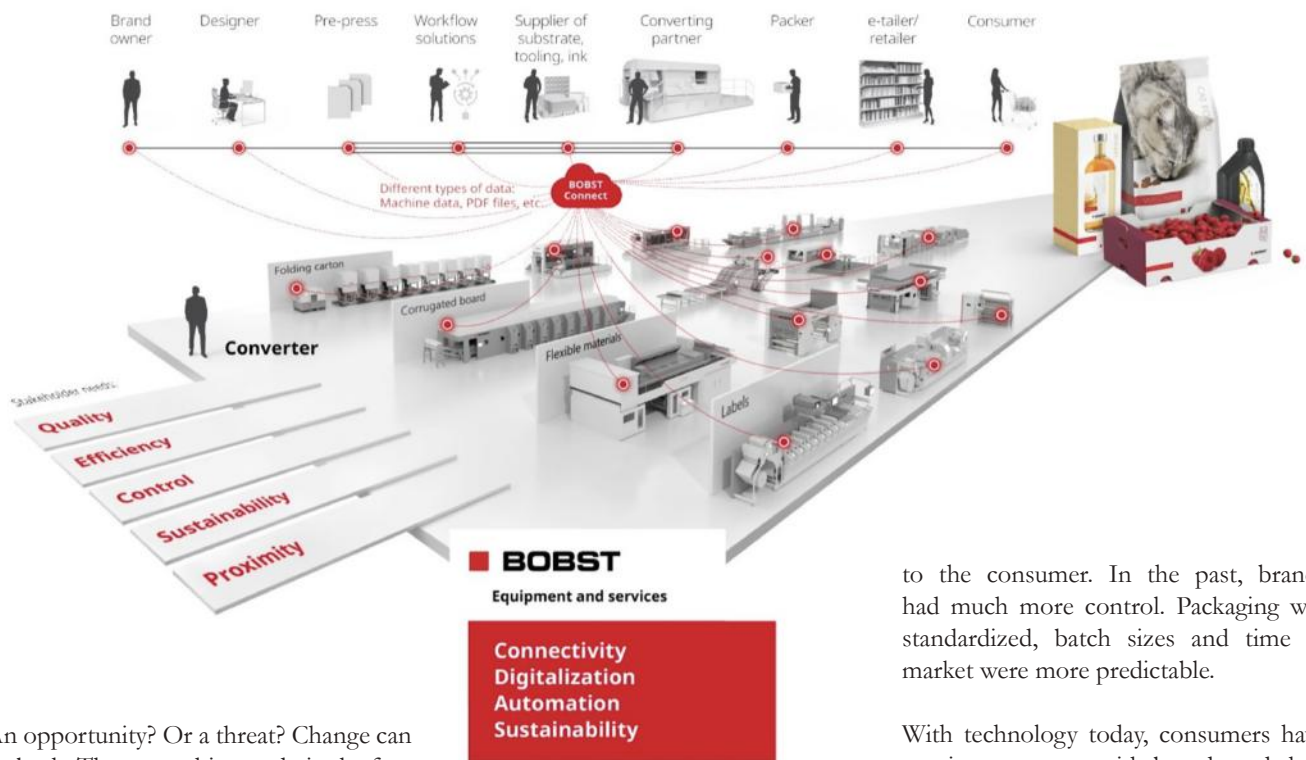 Brand
owner
Designer
Pre-press
Workflow
solutions
Supplier of
substrate,
tooling, ink
Converting
partner
Packer
e-tailer/
retailer
Consumer
Different types of data:
Machine data, PDF files, etc.
BOBST
Connect
Folding carton
Corrugated board
Flexible materials
Labels
Converter
Stakeholder needs:
Quality
Efficiency
Control
Sustainability
Proximity
BOBST
Equipment and services
Connectivity
Digitalization
Automation
Sustainability
An opportunity? Or a threat? Change can
to the consumer. In the past,
had much more control. Packaging
standardized, batch sizes and time
market were more predictable.
With technology today, consumers